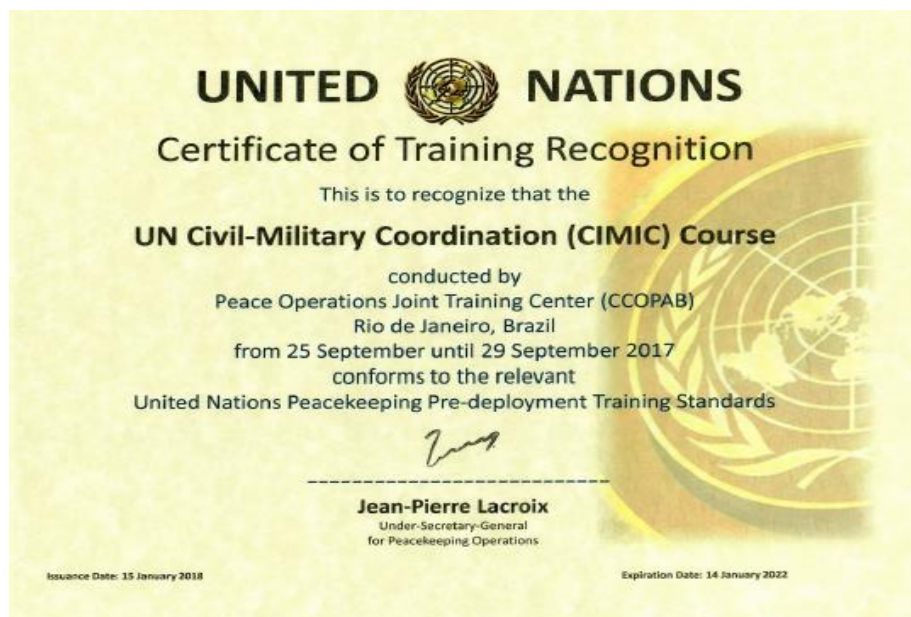 UNITED NATIONS
Certificate of Training Recognition
This is to recognize that the
UN Civil-Military Coordination (CIMIC) Course
conducted by
Peace Operations Joint Training Center (CCOPAB)
Rio de Janeiro, Brazil
from 25 September until 29 September 2017
conforms to the relevant
United Nations Peacekeeping Pre-deployment Training Standards
Jean-Pierre Lacroix
Under-Secretary-General
for Peacekeeping Operations
Issuance Date: 15 January 2018 Expiration Date: 14 January 2022